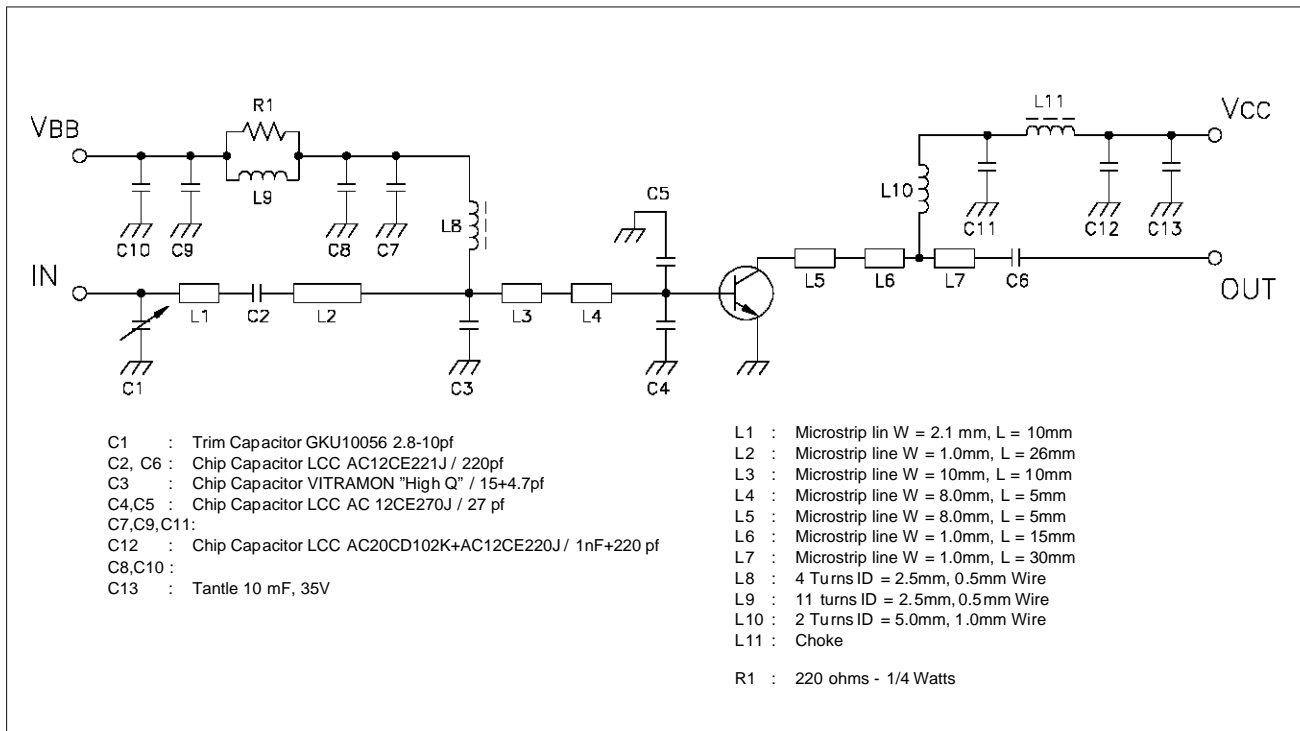 R1
L11
VBB
VCC
L9
L10
C5
L8
C10 C9 C8 C7
C11 C12 C13
IN
L5 L6 L7 C6
OUT
L1 C2 L2 L3 L4
C1 C3 C4
C1 : Trim Capacitor GKU10056 2.8-10pf
C2, C6 : Chip Capacitor LCC AC12CE221J / 220pf
C3 : Chip Capacitor VITRAMON "High Q" / 15+4.7pf
C4,C5 : Chip Capacitor LCC AC 12CE270J / 27 pf
C7,C9,C11:
C12 : Chip Capacitor LCC AC20CD102K+AC12CE220J / 1nF+220 pf
C8,C10 :
C13 : Tantle 10 mF, 35V
L1 : Microstrip lin W = 2.1 mm, L = 10mm
L2 : Microstrip line W = 1.0mm, L = 26mm
L3 : Microstrip line W = 10mm, L = 10mm
L4 : Microstrip line W = 8.0mm, L = 5mm
L5 : Microstrip line W = 8.0mm, L = 5mm
L6 : Microstrip line W = 1.0mm, L = 15mm
L7 : Microstrip line W = 1.0mm, L = 30mm
L8 : 4 Turns ID = 2.5mm, 0.5mm Wire
L9 : 11 turns ID = 2.5mm, 0.5mm Wire
L10 : 2 Turns ID = 5.0mm, 1.0mm Wire
L11 : Choke
R1 : 220 ohms - 1/4 Watts